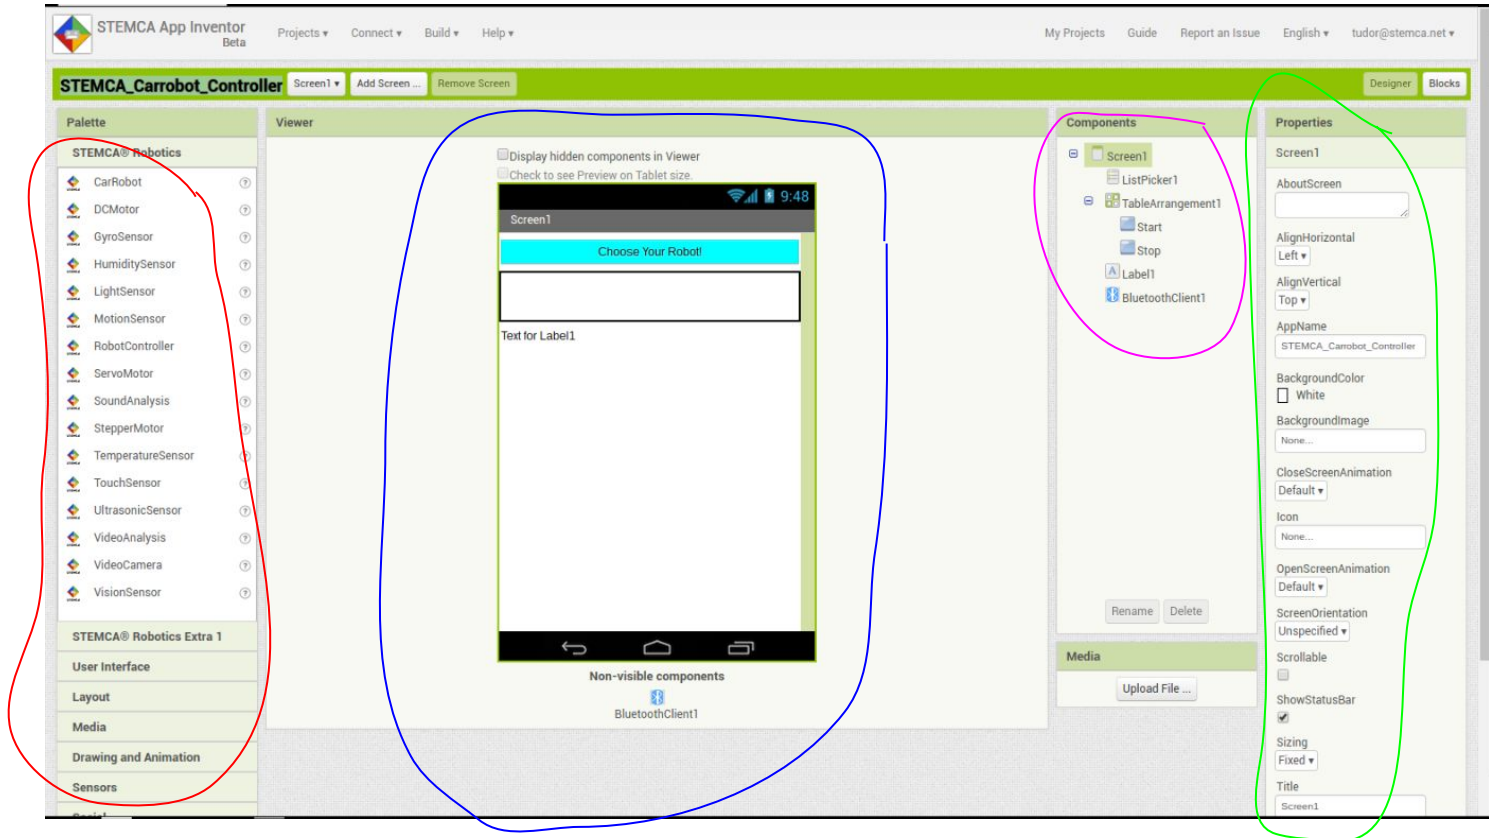 STEMCA App Inventor
Beta
Projects ▾ Connect ▾ Build ▾ Help ▾
My Projects Guide Report an Issue English ▾ tudor@stemca.net ▾
STEMCA_Carrobot_Controller Screen1 ▾ Add Screen ... Remove Screen
Designer Blocks
Palette
STEMCA® Robotics
CarRobot
DCMotor
GyroSensor
HumiditySensor
LightSensor
MotionSensor
RobotController
ServoMotor
SoundAnalysis
StepperMotor
TemperatureSensor
TouchSensor
UltrasonicSensor
VideoAnalysis
VideoCamera
VisionSensor
STEMCA® Robotics Extra 1
User Interface
Layout
Media
Drawing and Animation
Sensors
Viewer
Display hidden components in Viewer
Check to see Preview on Tablet size.
9:48
Screen1
Choose Your Robot!
Text for Label1
Non-visible components
BluetoothClient1
Components
Screen1
ListPicker1
TableArrangement1
Start
Stop
Label1
BluetoothClient1
Rename Delete
Media
Upload File ...
Properties
Screen1
AboutScreen
AlignHorizontal
Left ▾
AlignVertical
Top ▾
AppName
STEMCA_Carrobot_Controller
BackgroundColor
White
BackgroundImage
None...
CloseScreenAnimation
Default ▾
Icon
None...
OpenScreenAnimation
Default ▾
ScreenOrientation
Unspecified ▾
Scrollable
ShowStatusBar
Sizing
Fixed ▾
Title
Screen1